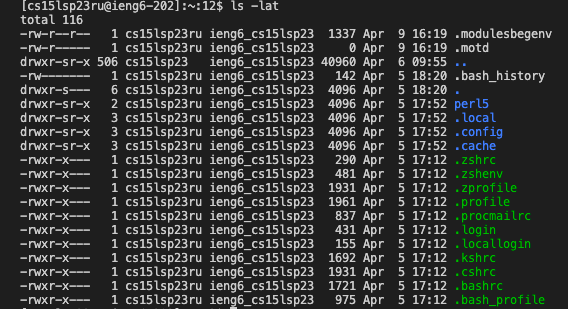 [cs15lsp23ru@ieng6-202]:~:12$ ls -lat
total 116
-rw-r--r--   1 cs15lsp23ru ieng6_cs15lsp23  1337 Apr  9 16:19 .modulesbegenv
-rw-r-----   1 cs15lsp23ru ieng6_cs15lsp23     0 Apr  9 16:19 .motd
drwxr-sr-x 506 cs15lsp23   ieng6_cs15lsp23 40960 Apr  6 09:55 ..
-rw-------   1 cs15lsp23ru ieng6_cs15lsp23   142 Apr  5 18:20 .bash_history
drwxr-s---   6 cs15lsp23ru ieng6_cs15lsp23  4096 Apr  5 18:20 .
drwxr-sr-x   2 cs15lsp23ru ieng6_cs15lsp23  4096 Apr  5 17:52 perl5
drwxr-sr-x   3 cs15lsp23ru ieng6_cs15lsp23  4096 Apr  5 17:52 .local
drwxr-sr-x   3 cs15lsp23ru ieng6_cs15lsp23  4096 Apr  5 17:52 .config
drwxr-sr-x   3 cs15lsp23ru ieng6_cs15lsp23  4096 Apr  5 17:52 .cache
-rwxr-x---   1 cs15lsp23ru ieng6_cs15lsp23   290 Apr  5 17:12 .zshrc
-rwxr-x---   1 cs15lsp23ru ieng6_cs15lsp23   481 Apr  5 17:12 .zshenv
-rwxr-x---   1 cs15lsp23ru ieng6_cs15lsp23  1931 Apr  5 17:12 .zprofile
-rwxr-x---   1 cs15lsp23ru ieng6_cs15lsp23  1961 Apr  5 17:12 .profile
-rwxr-x---   1 cs15lsp23ru ieng6_cs15lsp23   837 Apr  5 17:12 .procmailrc
-rwxr-x---   1 cs15lsp23ru ieng6_cs15lsp23   431 Apr  5 17:12 .login
-rwxr-x---   1 cs15lsp23ru ieng6_cs15lsp23   155 Apr  5 17:12 .locallogin
-rwxr-x---   1 cs15lsp23ru ieng6_cs15lsp23  1692 Apr  5 17:12 .kshrc
-rwxr-x---   1 cs15lsp23ru ieng6_cs15lsp23  1931 Apr  5 17:12 .cshrc
-rwxr-x---   1 cs15lsp23ru ieng6_cs15lsp23  1721 Apr  5 17:12 .bashrc
-rwxr-x---   1 cs15lsp23ru ieng6_cs15lsp23   975 Apr  5 17:12 .bash_profile